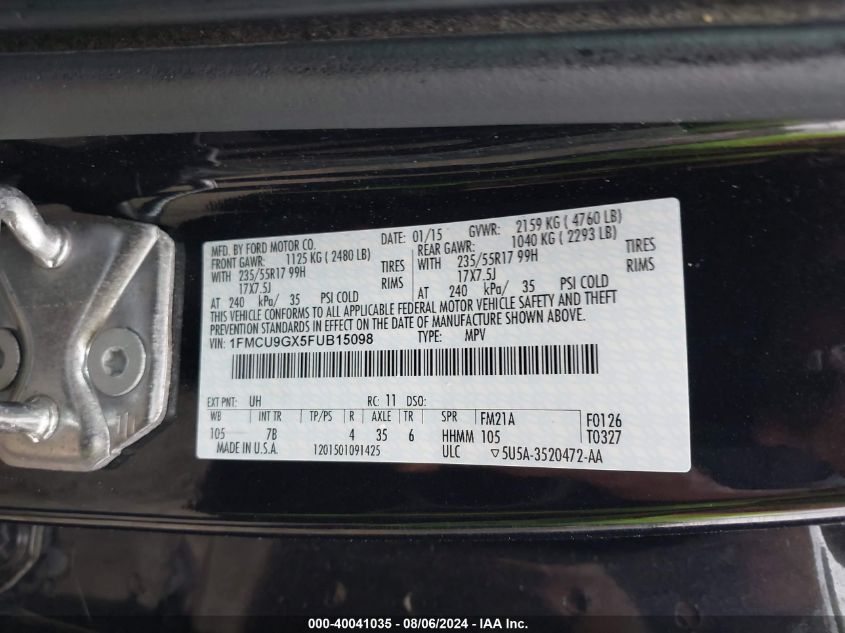 MFD. BY FORD MOTOR CO.
DATE: 01/15 GVWR: 2159 KG ( 4760 LB)
FRONT GAWR: 1125 KG ( 2480 LB) REAR GAWR: 1040 KG ( 2293 LB)
WITH 235/55R17 99H TIRES WITH 235/55R17 99H TIRES
17X7.5J RIMS 17X7.5J RIMS
AT 240 kPa/ 35 PSI COLD AT 240 kPa/ 35 PSI COLD
THIS VEHICLE CONFORMS TO ALL APPLICABLE FEDERAL MOTOR VEHICLE SAFETY AND THEFT
PREVENTION STANDARDS IN EFFECT ON THE DATE OF MANUFACTURE SHOWN ABOVE.
VIN: 1FMCU9GX5FUB15098 TYPE: MPV
EXT PNT: UH RC: 11 DSO:
WB INT TR TP/PS R AXLE TR SPR FM21A F0126
105 7B 4 35 6 HHMM 105 T0327
MADE IN U.S.A. 1201501091425 ULC ▽5U5A-3520472-AA
000-40041035 - 08/06/2024 - IAA Inc.